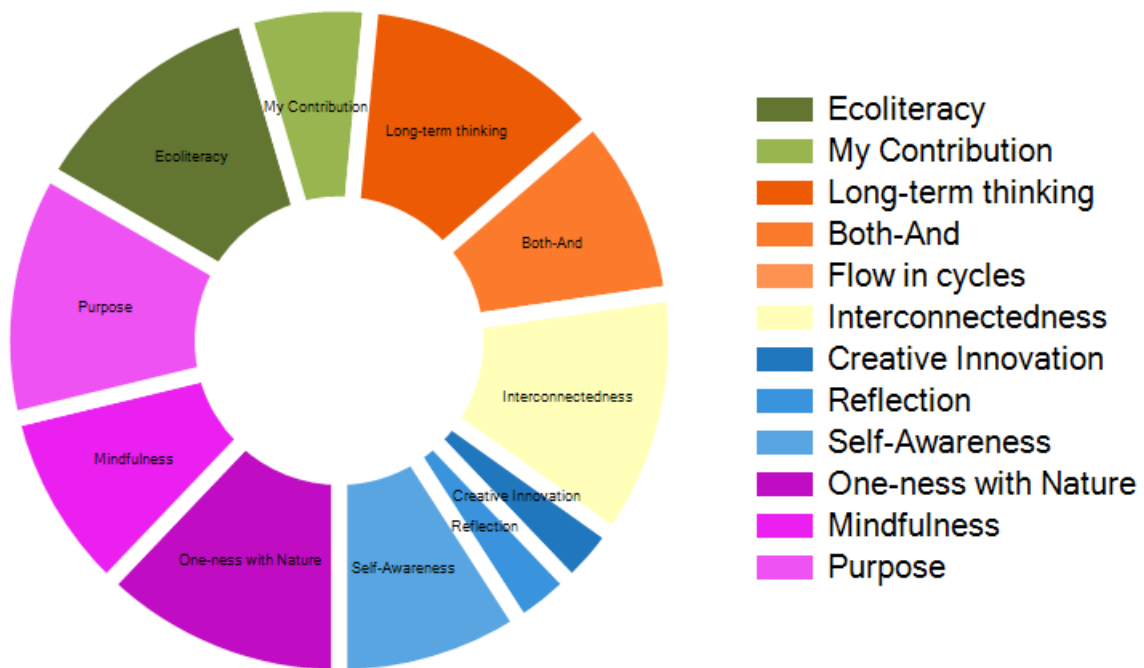 My Contribution
Long-term thinking
Ecoliteracy
Both-And
Purpose
Interconnectedness
Mindfulness
Creative Innovation
Reflection
One-ness with Nature
Self-Awareness
Ecoliteracy
My Contribution
Long-term thinking
Both-And
Flow in cycles
Interconnectedness
Creative Innovation
Reflection
Self-Awareness
One-ness with Nature
Mindfulness
Purpose